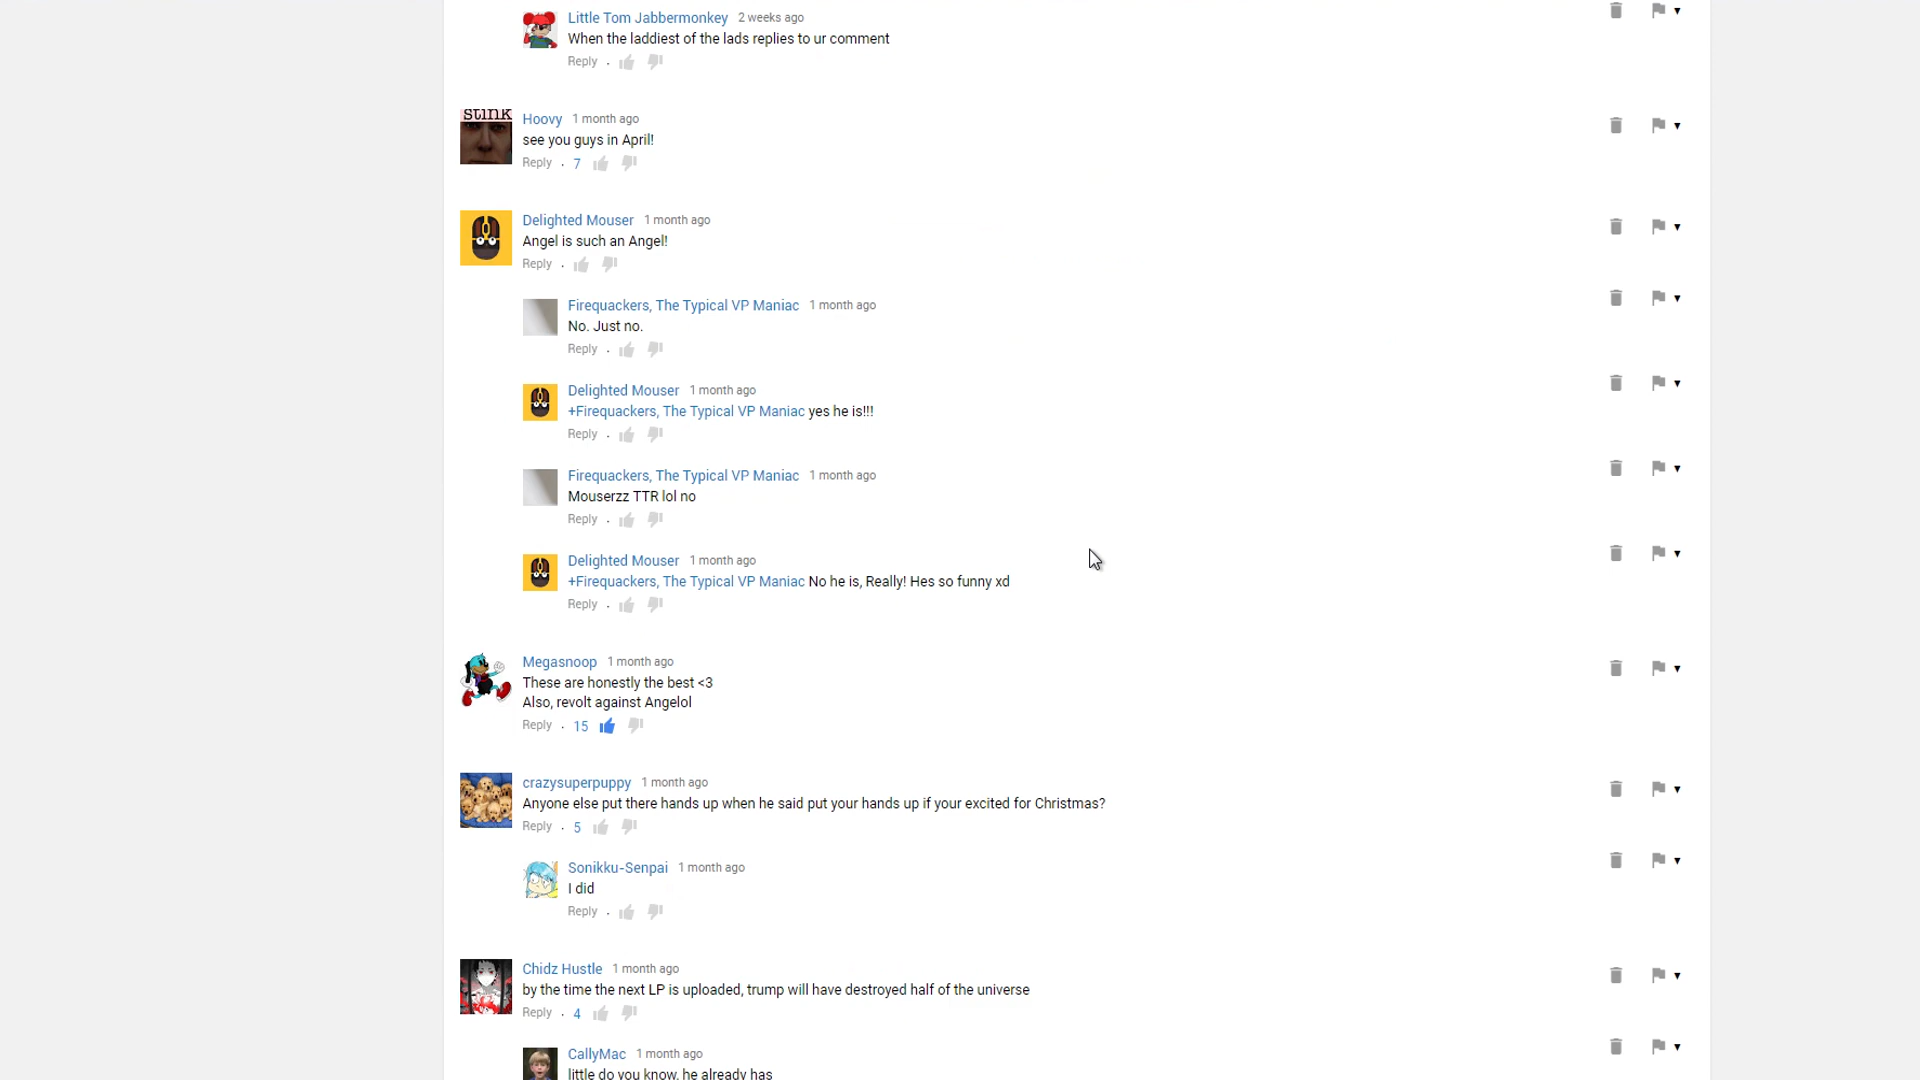 Little Tom Jabbermonkey 2 weeks ago
When the laddiest of the lads replies to ur comment
Reply .
stink
Hoovy 1 month ago
see you guys in April!
Reply . 7
Delighted Mouser 1 month ago
Angel is such an Angel!
Reply .
Firequackers, The Typical VP Maniac 1 month ago
No. Just no.
Reply .
Delighted Mouser 1 month ago
+Firequackers, The Typical VP Maniac yes he is!!!
Reply .
Firequackers, The Typical VP Maniac 1 month ago
Mouserzz TTR lol no
Reply .
Delighted Mouser 1 month ago
+Firequackers, The Typical VP Maniac No he is, Really! Hes so funny xd
Reply .
Megasnoop 1 month ago
These are honestly the best <3
Also, revolt against Angelol
Reply . 15
crazysuperpuppy 1 month ago
Anyone else put there hands up when he said put your hands up if your excited for Christmas?
Reply . 5
Sonikku-Senpai 1 month ago
I did
Reply .
Chidz Hustle 1 month ago
by the time the next LP is uploaded, trump will have destroyed half of the universe
Reply . 4
CallyMac 1 month ago
little do you know, he already has